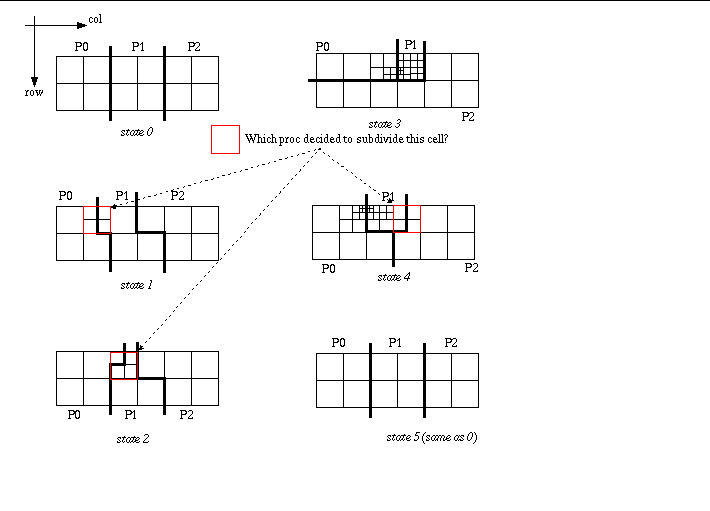 col
row
P0 P1 P2
state 0
P0 P1
P2
state 3
Which proc decided to subdivide this cell?
P0 P1 P2
state 1
P1
P0 P2
state 4
P0 P1 P2
state 2
P0 P1 P2
state 5 (same as 0)